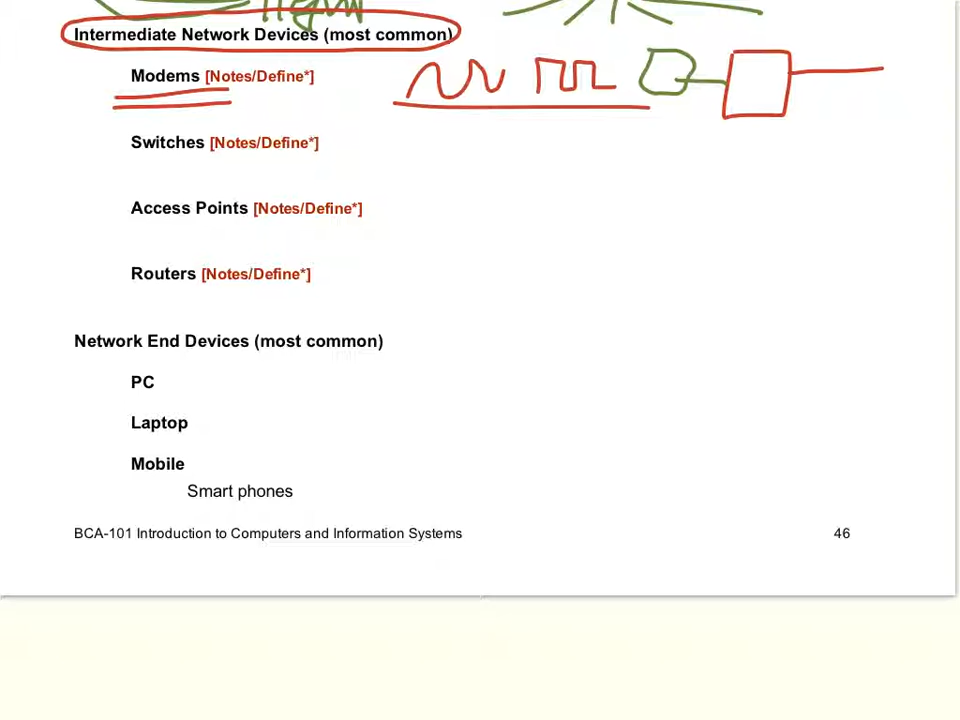 Intermediate Network Devices (most common)
Modems [Notes/Define*]
Switches [Notes/Define*]
Access Points [Notes/Define*]
Routers [Notes/Define*]
Network End Devices (most common)
PC
Laptop
Mobile
Smart phones
BCA-101 Introduction to Computers and Information Systems 46